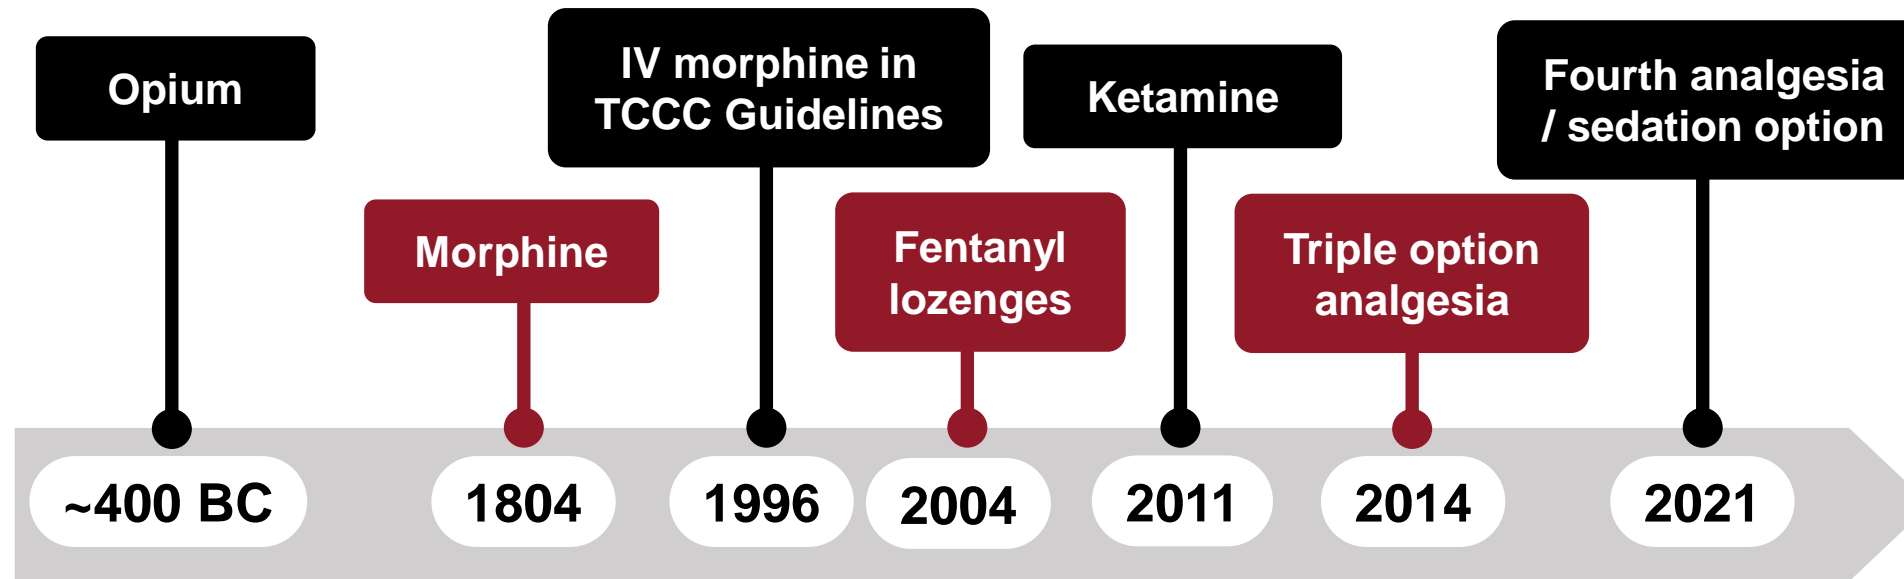 Opium
~400 BC
Morphine
1804
IV morphine in
TCCC Guidelines
1996
Fentanyl
lozenges
2004
Ketamine
2011
Triple option
analgesia
2014
Fourth analgesia
/ sedation option
2021